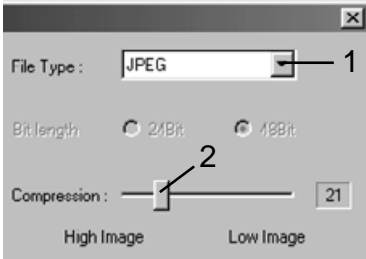 File Type : JPEG 1
Bit length 24Bit 48Bit
2
Compression : 21
High Image Low Image